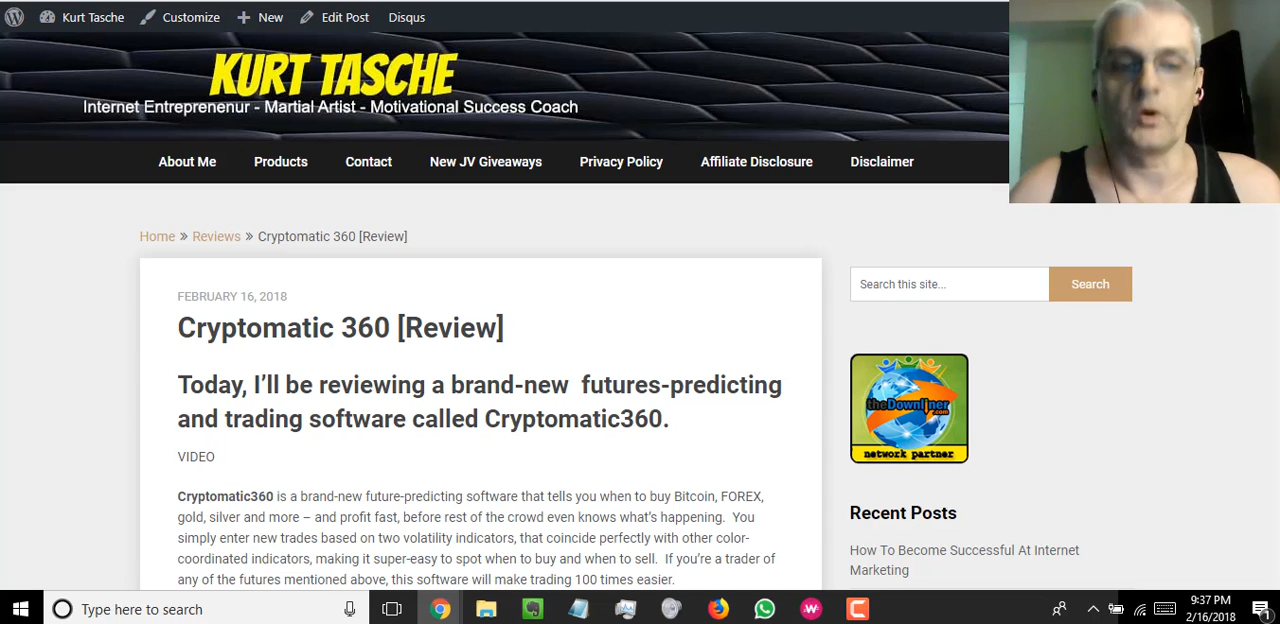 Kurt Tasche Customize New Edit Post Disqus
KURT TASCHE
Internet Entreprenenur - Martial Artist - Motivational Success Coach
About Me Products Contact New JV Giveaways Privacy Policy Affiliate Disclosure Disclaimer
Home » Reviews » Cryptomatic 360 [Review]
FEBRUARY 16, 2018
Cryptomatic 360 [Review]
Today, I’ll be reviewing a brand-new futures-predicting
and trading software called Cryptomatic360.
VIDEO
Cryptomatic360 is a brand-new future-predicting software that tells you when to buy Bitcoin, FOREX,
gold, silver and more – and profit fast, before rest of the crowd even knows what’s happening. You
simply enter new trades based on two volatility indicators, that coincide perfectly with other color-
coordinated indicators, making it super-easy to spot when to buy and when to sell. If you’re a trader of
any of the futures mentioned above, this software will make trading 100 times easier.
Search this site... Search
theDownliner.com
network partner
Recent Posts
How To Become Successful At Internet
Marketing
Type here to search
9:37 PM
2/16/2018
1